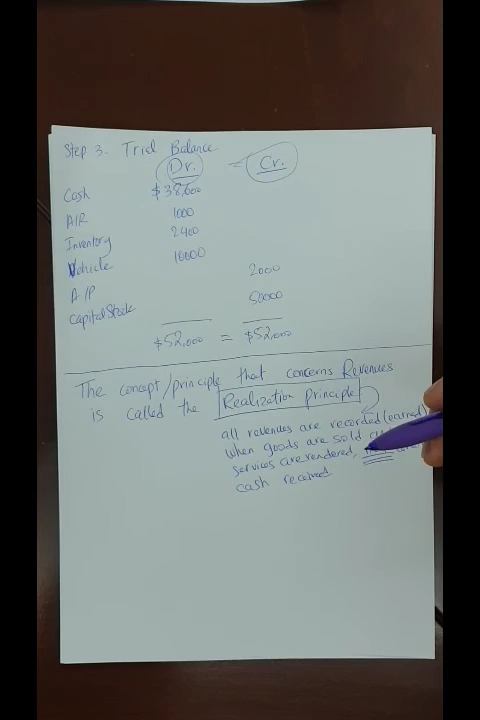 Step 3. Trial Balance
Dr. = Cr.
Cash $38,600
A/R 1000
Inventory 2400
Vehicle 10000
A/P 2000
Capital Stock 50000
$52,000 = $52,000
The concept/principle that concerns Revenues
is called the Realization principle
all revenues are recorded (earned)
when goods are sold
services are rendered,
cash received